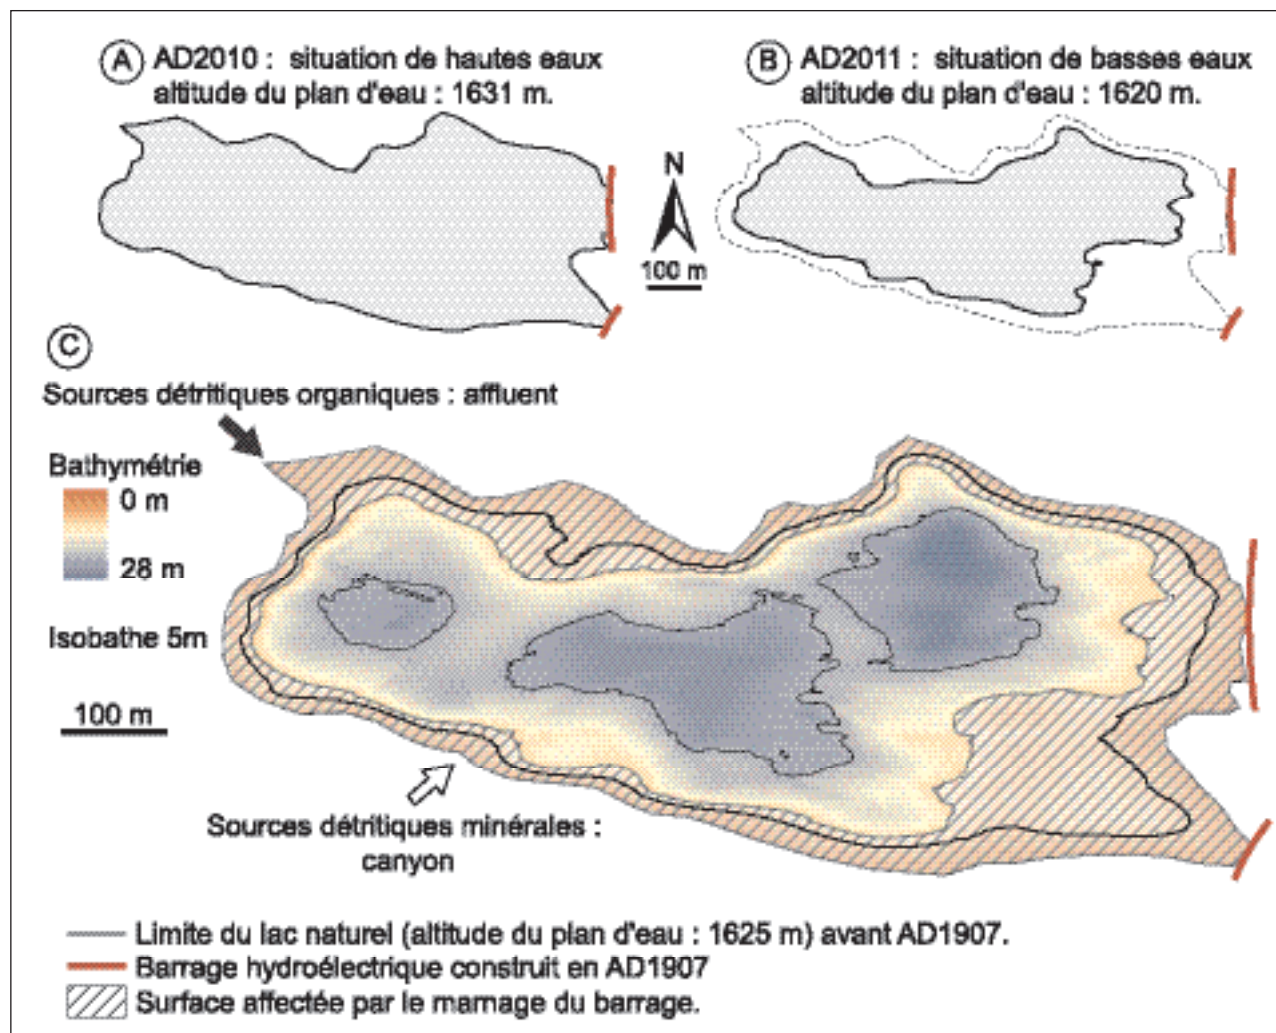 A AD2010 : situation de hautes eaux
altitude du plan d'eau : 1631 m.
B AD2011 : situation de basses eaux
altitude du plan d'eau : 1620 m.
N
100 m
C
Sources détritiques organiques : affluent
Bathymétrie
0 m
28 m
Isobathe 5m
100 m
Sources détritiques minérales :
canyon
Limite du lac naturel (altitude du plan d'eau : 1625 m) avant AD1907.
Barrage hydroélectrique construit en AD1907
Surface affectée par le marnage du barrage.